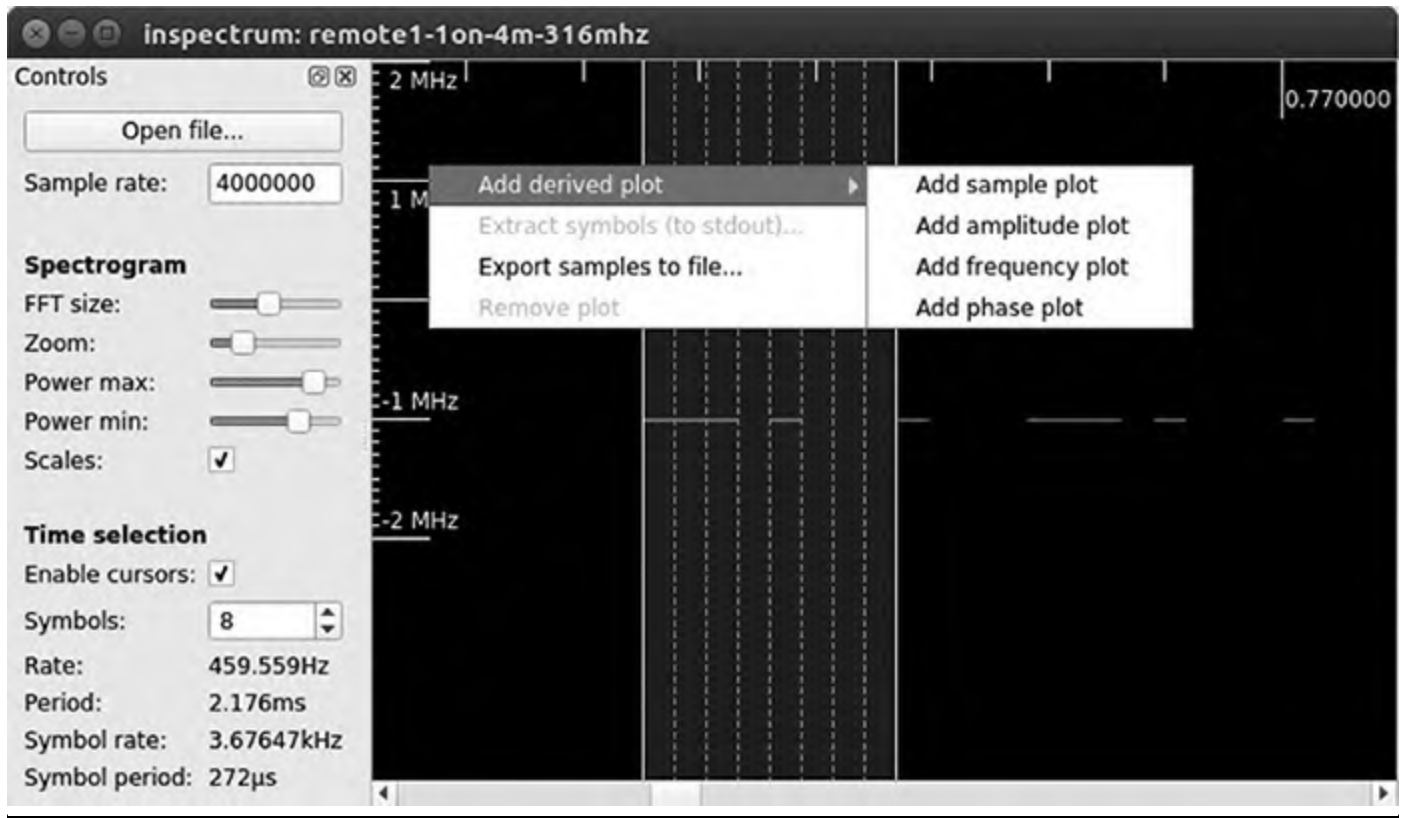 inspectrum: remote1-1on-4m-316mhz
Controls
Open file...
Sample rate: 4000000
Spectrogram
FFT size:
Zoom:
Power max:
Power min:
Scales:
Time selection
Enable cursors:
Symbols: 8
Rate: 459.559Hz
Period: 2.176ms
Symbol rate: 3.67647kHz
Symbol period: 272µs
2 MHz
0.770000
1 M
-1 MHz
-2 MHz
Add derived plot
Extract symbols (to stdout)...
Export samples to file...
Remove plot
Add sample plot
Add amplitude plot
Add frequency plot
Add phase plot